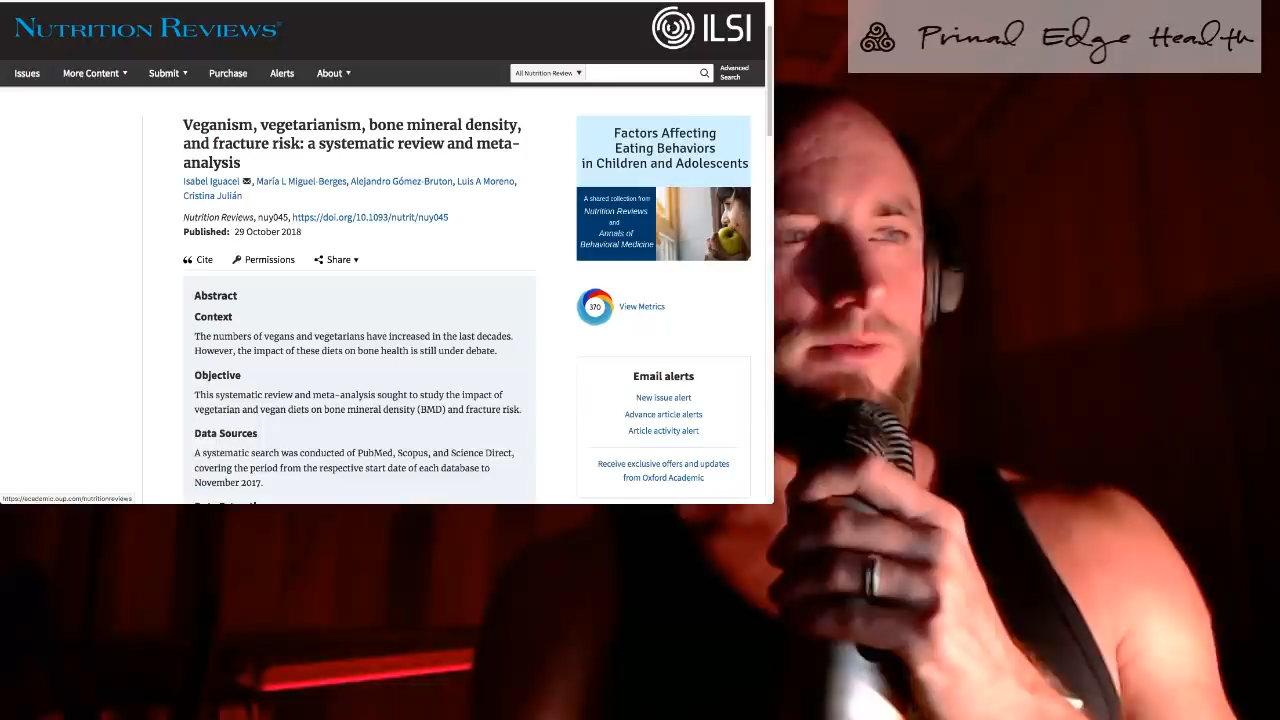 NUTRITION REVIEWS®
ILSI
Primal Edge Health
Issues More Content Submit Purchase Alerts About
All Nutrition Review
Advanced
Search
Veganism, vegetarianism, bone mineral density,
and fracture risk: a systematic review and meta-
analysis
Isabel Iguacel, María L Miguel-Berges, Alejandro Gómez-Bruton, Luis A Moreno,
Cristina Julián
Nutrition Reviews, nuy045, https://doi.org/10.1093/nutrit/nuy045
Published: 29 October 2018
Cite Permissions Share
Abstract
Context
The numbers of vegans and vegetarians have increased in the last decades.
However, the impact of these diets on bone health is still under debate.
Objective
This systematic review and meta-analysis sought to study the impact of
vegetarian and vegan diets on bone mineral density (BMD) and fracture risk.
Data Sources
A systematic search was conducted of PubMed, Scopus, and Science Direct,
covering the period from the respective start date of each database to
November 2017.
Factors Affecting
Eating Behaviors
in Children and Adolescents
A shared collection from
Nutrition Reviews
and
Annals of
Behavioral Medicine
370 View Metrics
Email alerts
New issue alert
Advance article alerts
Article activity alert
Receive exclusive offers and updates
from Oxford Academic
https://academic.oup.com/nutritionreviews